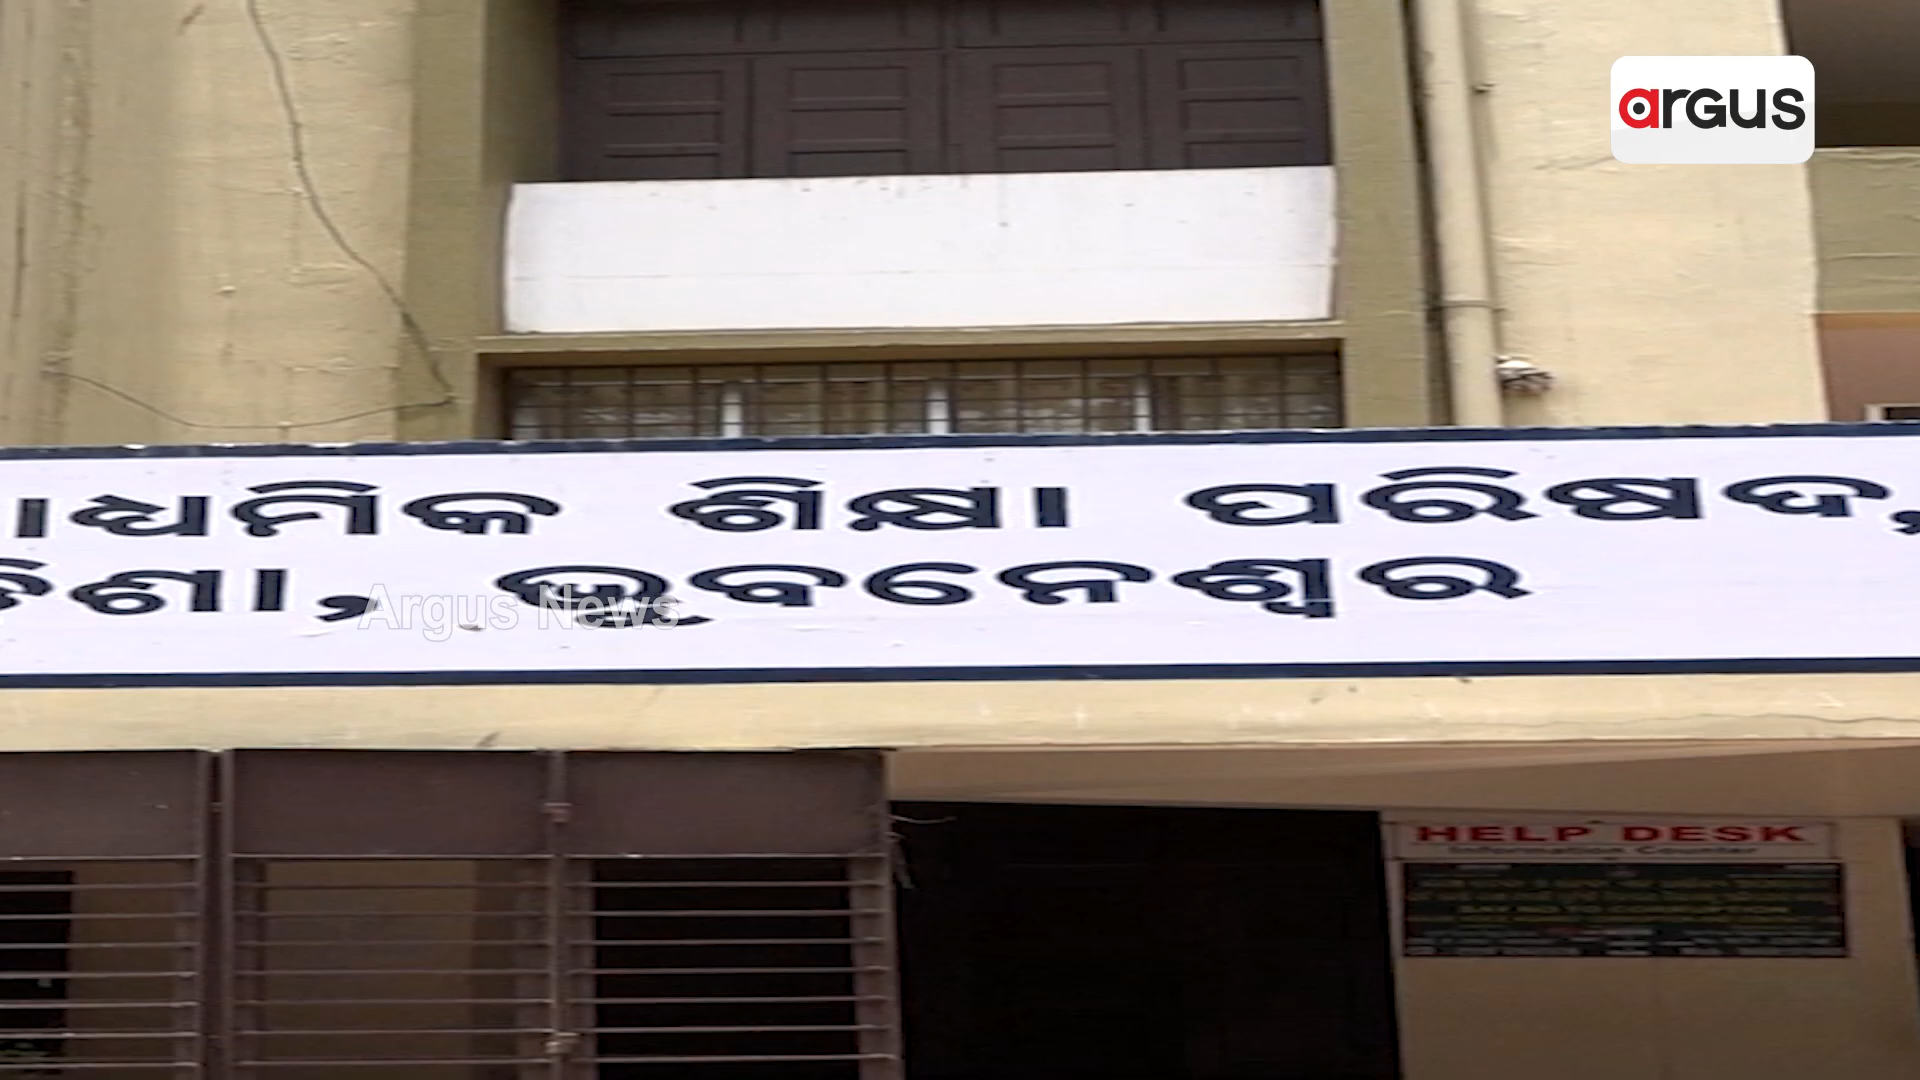 argus
ାଧ୍ୟମିକ ଶିକ୍ଷା ପରିଷଦ,
ଡ଼ିଶା, ଭୁବନେଶ୍ୱର
Argus News
HELP DESK
Information Counter